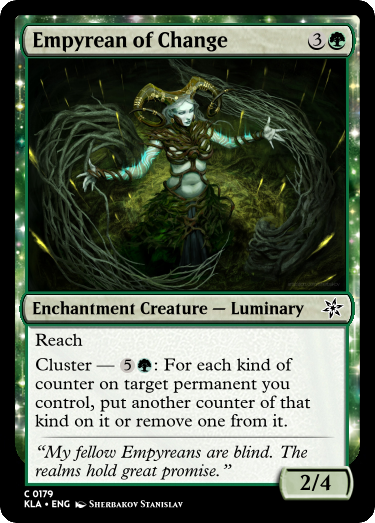 Empyrean of Change 3
Enchantment Creature — Luminary
Reach
Cluster — 5: For each kind of
counter on target permanent you
control, put another counter of that
kind on it or remove one from it.
"My fellow Empyreans are blind. The
realms hold great promise."
2/4
C 0179
KLA • ENG Sherbakov Stanislav